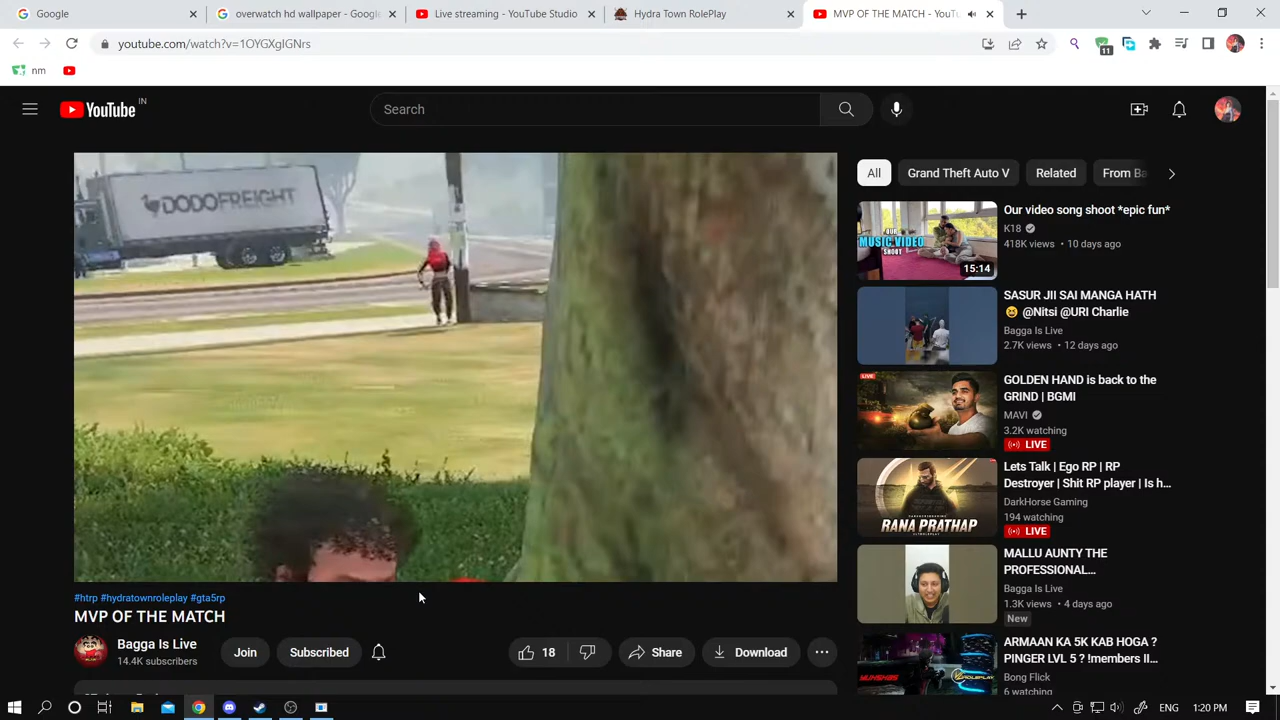 Google
overwatch hd wallpaper - Google
Live streaming - YouTube Studio
Hydra Town RolePlay
MVP OF THE MATCH - YouTu
youtube.com/watch?v=1OYGXgIGNrs
11
nm
YouTube IN
Search
DODOFREIGHT
All
Grand Theft Auto V
Related
From Ba
OUR
MUSIC VIDEO
SHOOT
15:14
Our video song shoot *epic fun*
K18
418K views • 10 days ago
SASUR JII SAI MANGA HATH
😆 @Nitsi @URI Charlie
Bagga Is Live
2.7K views • 12 days ago
LIVE
GOLDEN HAND is back to the
GRIND | BGMI
MAVI
3.2K watching
LIVE
RANA PRATHAP
Lets Talk | Ego RP | RP
Destroyer | Shit RP player | Is h...
DarkHorse Gaming
194 watching
LIVE
MALLU AUNTY THE
PROFESSIONAL...
Bagga Is Live
1.3K views • 4 days ago
New
ARMAAN KA 5K KAB HOGA ?
PINGER LVL 5 ? !members II...
Bong Flick
6 watching
#htrp #hydratownroleplay #gta5rp
MVP OF THE MATCH
Bagga Is Live
14.4K subscribers
Join
Subscribed
18
Share
Download
ENG
1:20 PM